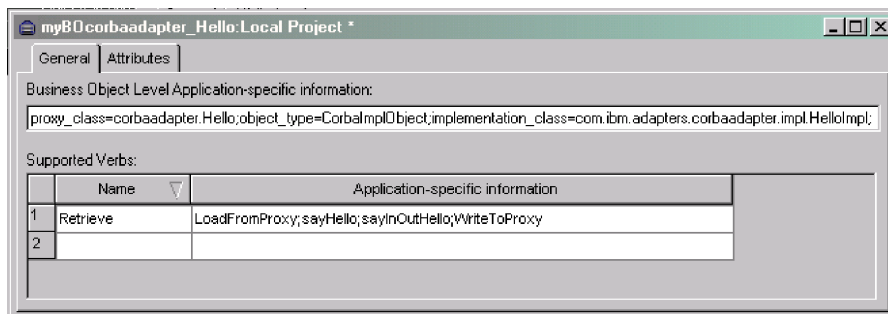 myBOcorbaadapter_Hello:Local Project *
General Attributes
Business Object Level Application-specific information:
proxy_class=corbaadapter.Hello;object_type=CorbaImplObject;implementation_class=com.ibm.adapters.corbaadapter.impl.HelloImpl;
Supported Verbs:
Name Application-specific information
1 Retrieve LoadFromProxy;sayHello;sayInOutHello;WriteToProxy
2